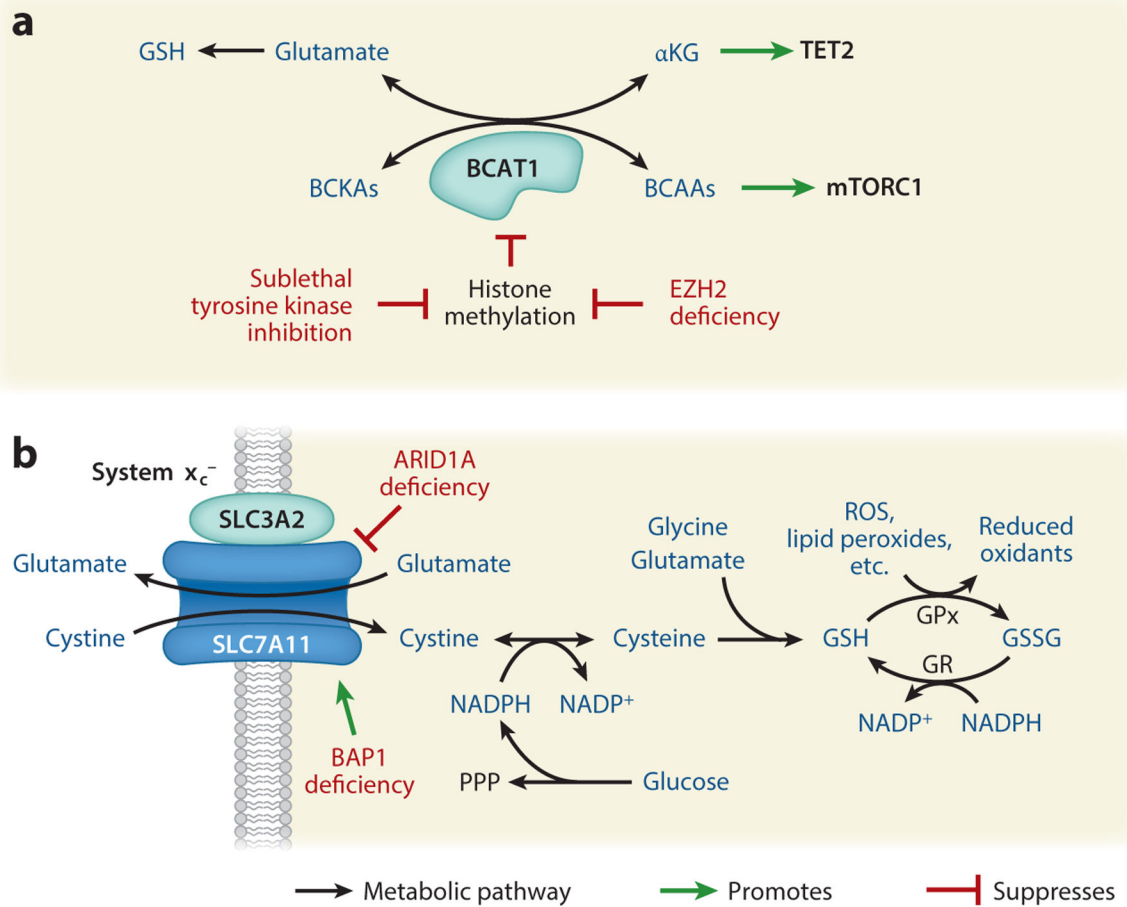 a
GSH
Glutamate
αKG
TET2
BCAT1
BCKAs
BCAAs
mTORC1
Sublethal
tyrosine kinase
inhibition
Histone
methylation
EZH2
deficiency
b
System xc−
ARID1A
deficiency
SLC3A2
Glutamate
Glutamate
Cystine
SLC7A11
Cystine
Glycine
Glutamate
Cysteine
ROS,
lipid peroxides,
etc.
Reduced
oxidants
GPx
GSH
GSSG
GR
NADP+
NADPH
NADPH
NADP+
BAP1
deficiency
PPP
Glucose
Metabolic pathway
Promotes
Suppresses